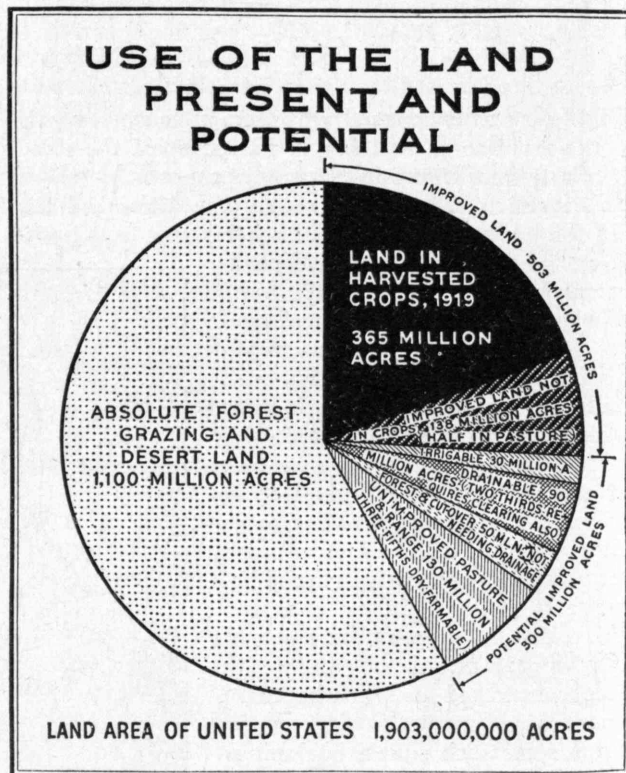 USE OF THE LAND
PRESENT AND
POTENTIAL
IMPROVED LAND 503 MILLION ACRES
LAND IN
HARVESTED
CROPS, 1919
365 MILLION
ACRES
IMPROVED LAND NOT
IN CROPS, 138 MILLION ACRES
(HALF IN PASTURE)
IRRIGABLE 30 MILLION A
DRAINABLE 90
MILLION ACRES (TWO THIRDS RE-
QUIRES CLEARING ALSO
FOREST & CUTOVER 50 MLN. NOT
NEEDING DRAINAGE
UNIMPROVED PASTURE
& RANGE, 130 MILLION
(THREE FIFTHS DRY FARMABLE
POTENTIAL IMPROVED LAND
300 MILLION ACRES
ABSOLUTE FOREST
GRAZING AND
DESERT LAND
1,100 MILLION ACRES
LAND AREA OF UNITED STATES 1,903,000,000 ACRES